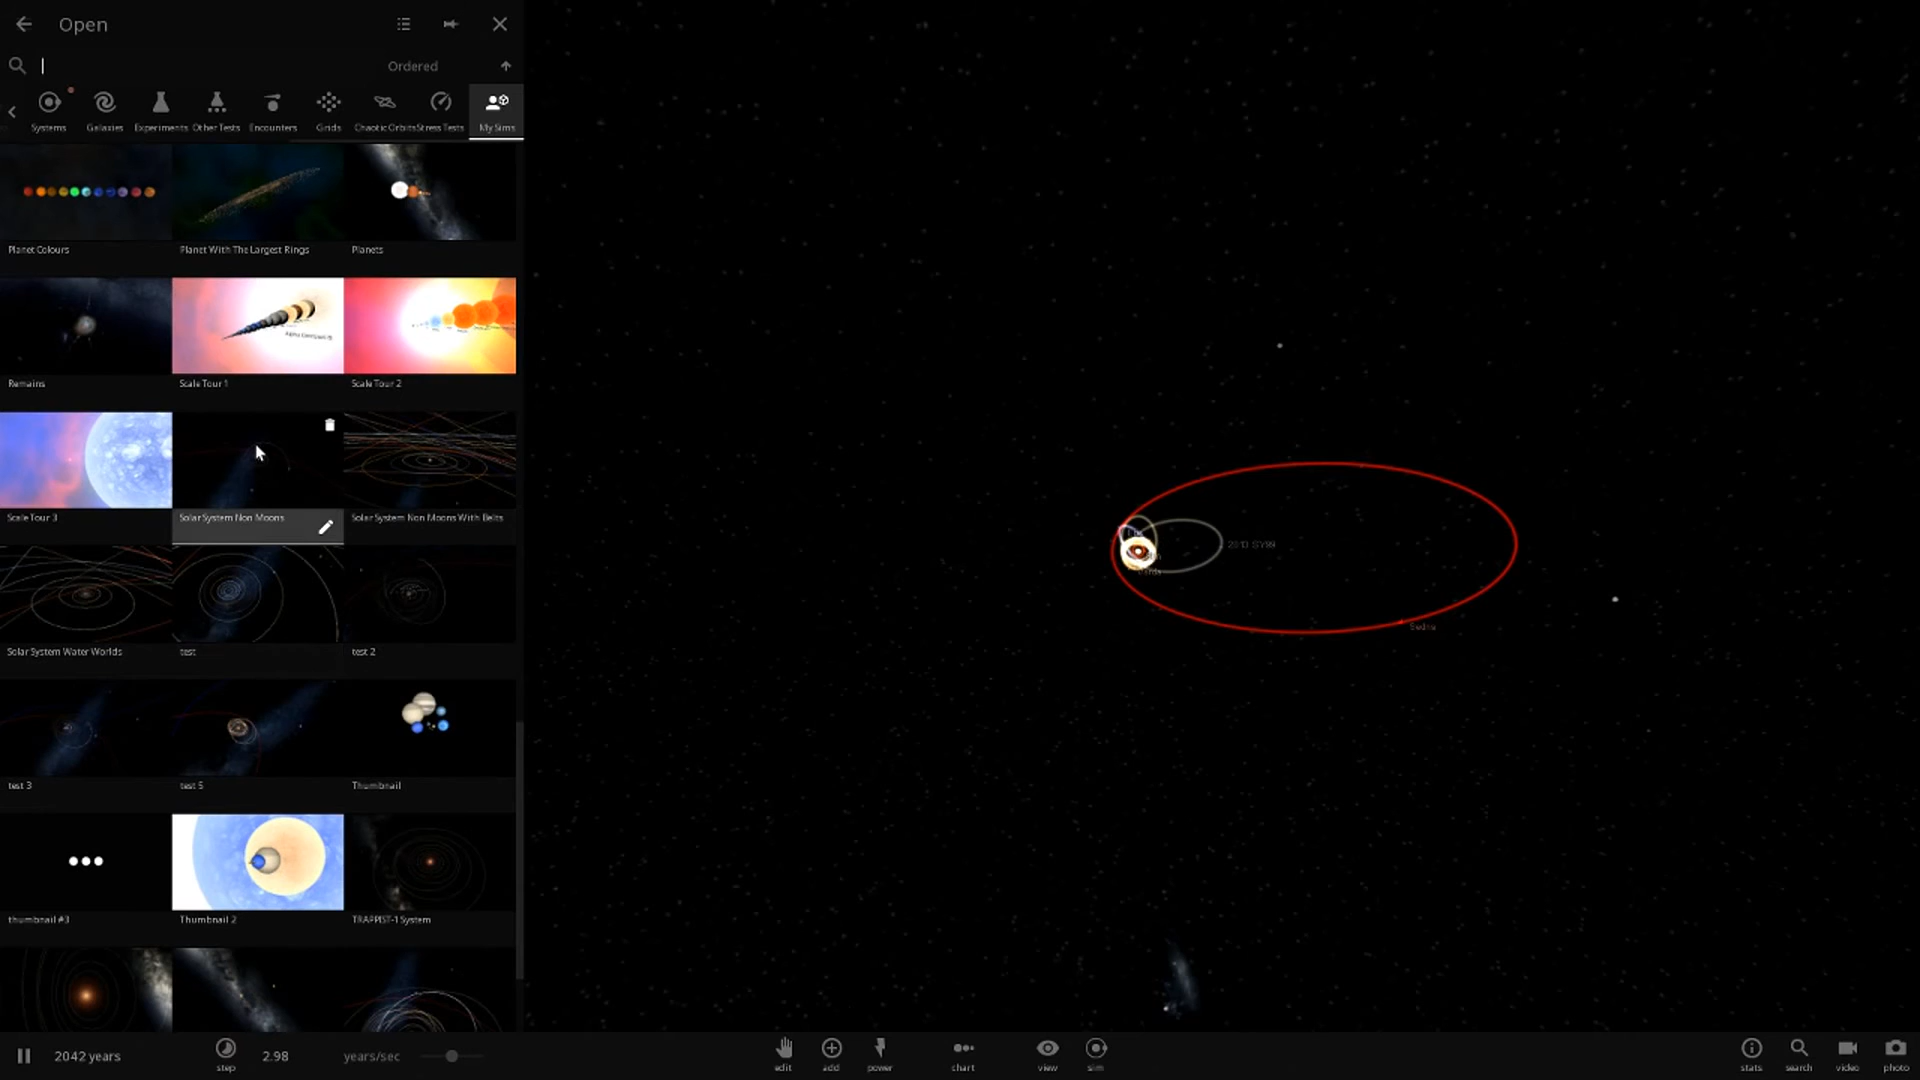 Open
Ordered
Systems
Galaxies
Experiments
Other Tests
Encounters
Grids
Chaotic Orbits
Stress Tests
My Sims
Planet Colours
Planet With The Largest Rings
Planets
Remains
Scale Tour 1
Scale Tour 2
Scale Tour 3
Solar System Non Moons
Solar System Non Moons With Belts
Solar System Water Worlds
test
test 2
test 3
test 5
Thumbnail
thumbnail #3
Thumbnail 2
TRAPPIST-1 System
2013 SY99
Sedna
2042 years
step
2.98
years/sec
edit
add
power
chart
view
sim
stats
search
video
photo